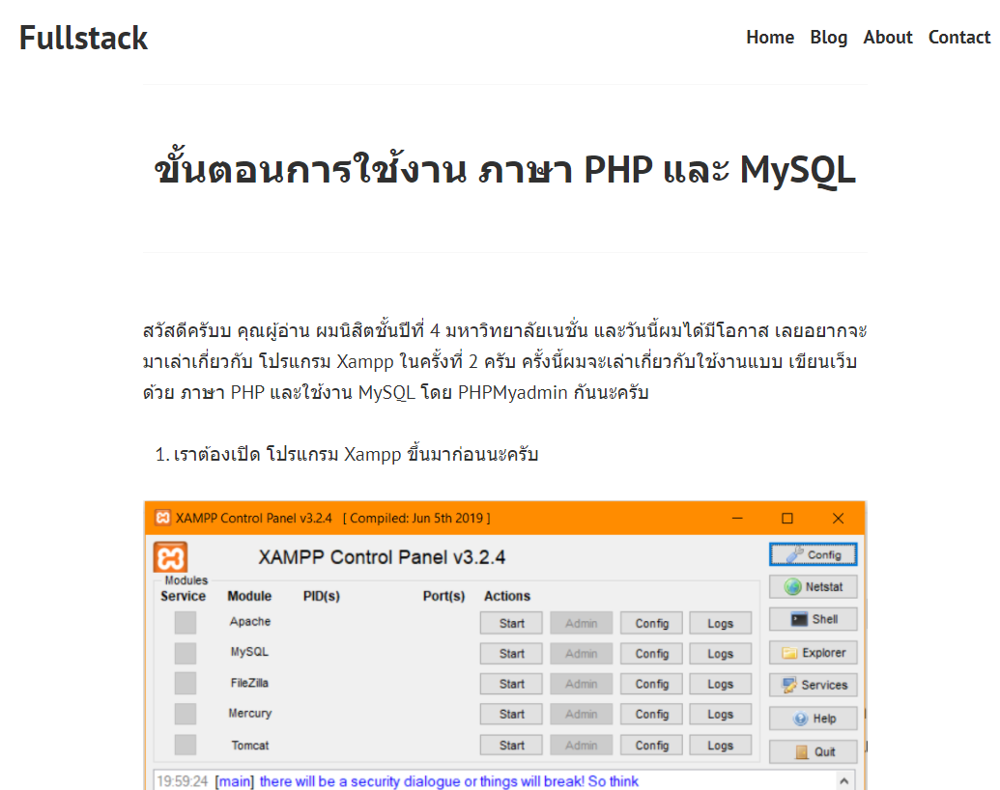 Fullstack
Home Blog About Contact
ขั้นตอนการใช้งาน ภาษา PHP และ MySQL
สวัสดีครับบ คุณผู้อ่าน ผมนิสิตชั้นปีที่ 4 มหาวิทยาลัยเนชั่น และวันนี้ผมได้มีโอกาส เลยอยากจะ
มาเล่าเกี่ยวกับ โปรแกรม Xampp ในครั้งที่ 2 ครับ ครั้งนี้ผมจะเล่าเกี่ยวกับใช้งานแบบ เขียนเว็บ
ด้วย ภาษา PHP และใช้งาน MySQL โดย PHPMyadmin กันนะครับ
1. เราต้องเปิด โปรแกรม Xampp ขึ้นมาก่อนนะครับ
XAMPP Control Panel v3.2.4 [ Compiled: Jun 5th 2019 ]
XAMPP Control Panel v3.2.4
Config
Modules
Service Module PID(s) Port(s) Actions
Netstat
Apache Start Admin Config Logs
Shell
MySQL Start Admin Config Logs
Explorer
FileZilla Start Admin Config Logs
Services
Mercury Start Admin Config Logs
Help
Tomcat Start Admin Config Logs
Quit
19:59:24 [main] there will be a security dialogue or things will break! So think